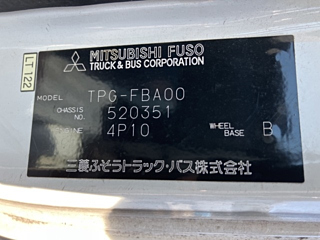 LT122
MITSUBISHI FUSO
TRUCK & BUS CORPORATION
MODEL TPG-FBA00
CHASSIS NO. 520351
4P10 WHEEL BASE B
三菱ふそうトラック・バス株式会社